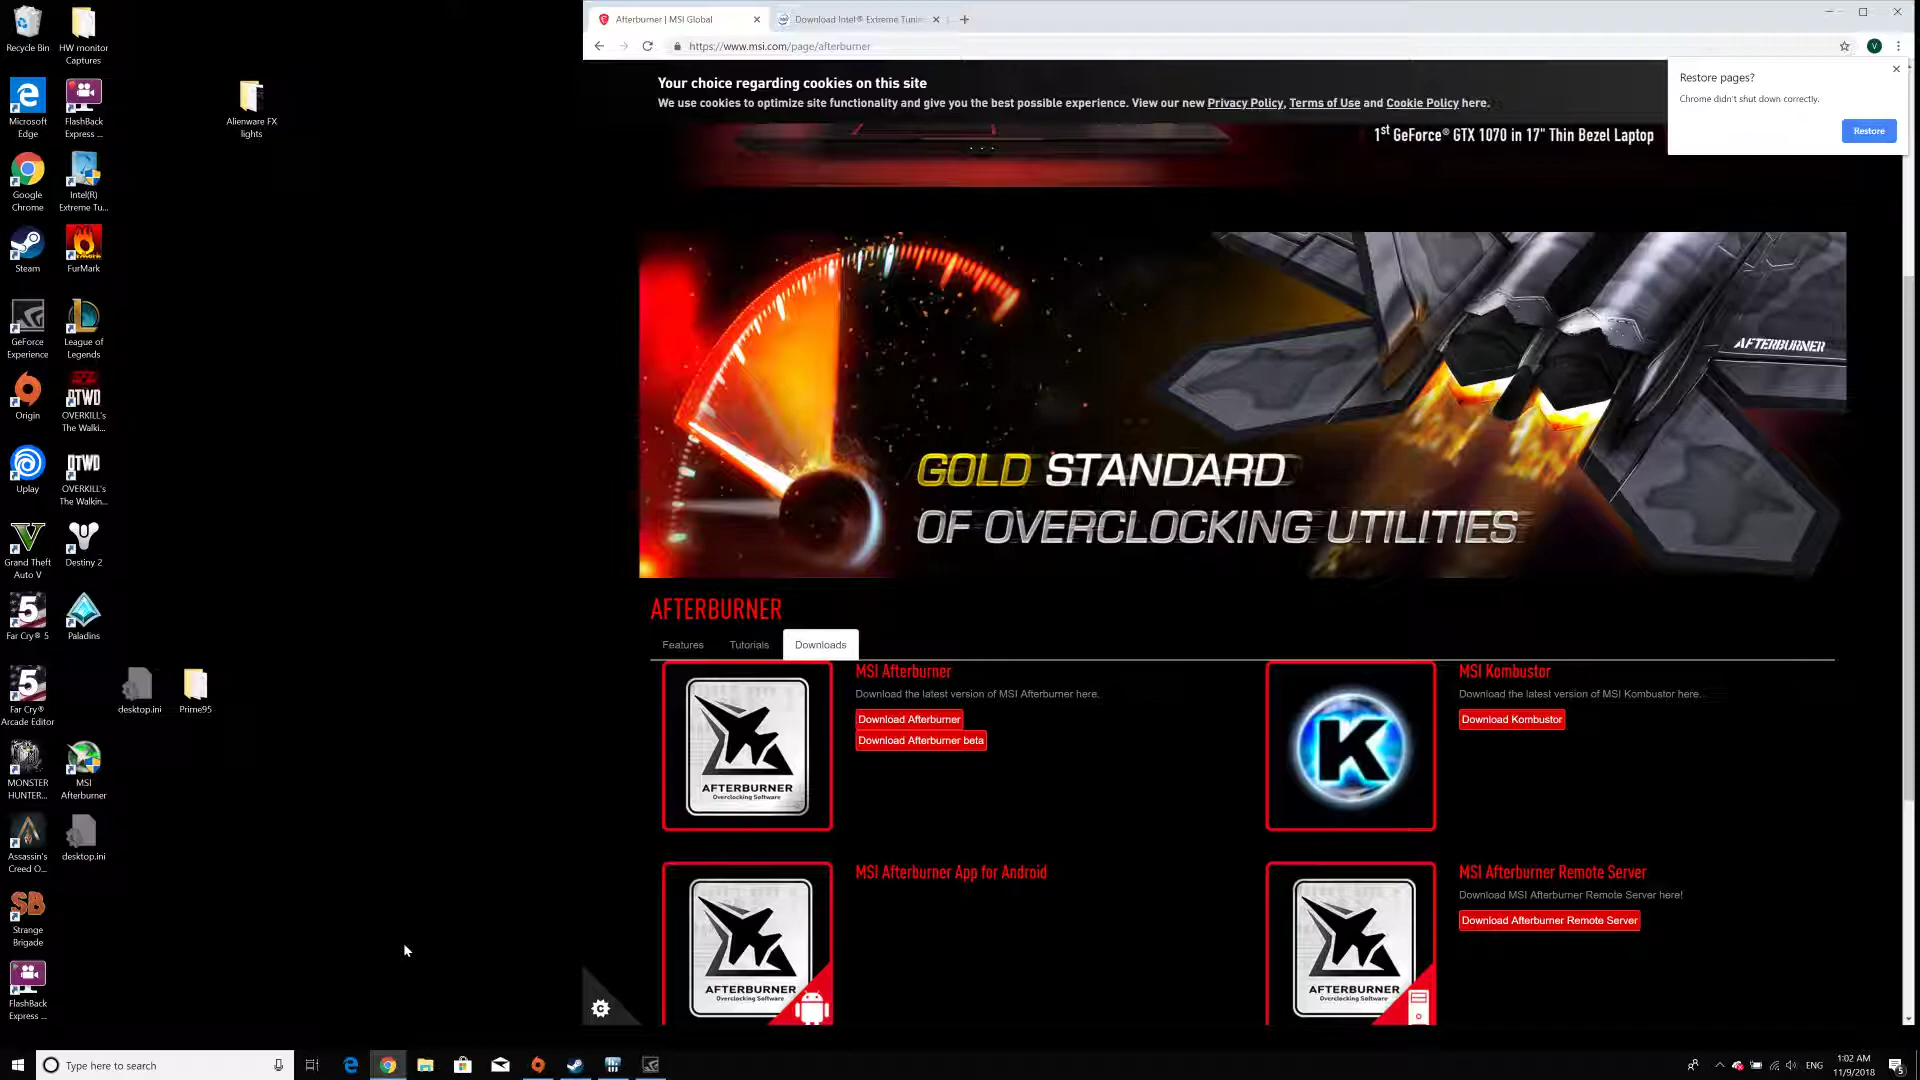 Afterburner | MSI Global
Download Intel® Extreme Tunin
https://www.msi.com/page/afterburner
V
Your choice regarding cookies on this site
We use cookies to optimize site functionality and give you the best possible experience. View our new Privacy Policy, Terms of Use and Cookie Policy here.
Restore pages?
Chrome didn't shut down correctly.
Restore
1st GeForce® GTX 1070 in 17" Thin Bezel Laptop
AFTERBURNER
GOLD STANDARD
OF OVERCLOCKING UTILITIES
AFTERBURNER
Features
Tutorials
Downloads
MSI Afterburner
Download the latest version of MSI Afterburner here.
Download Afterburner
Download Afterburner beta
AFTERBURNER
Overclocking Software
MSI Kombustor
Download the latest version of MSI Kombustor here.
Download Kombustor
K
MSI Afterburner App for Android
AFTERBURNER
Overclocking Software
MSI Afterburner Remote Server
Download MSI Afterburner Remote Server here!
Download Afterburner Remote Server
AFTERBURNER
Overclocking Software
Recycle Bin
HW monitor
Captures
Alienware FX
lights
Microsoft
Edge
FlashBack
Express ...
Google
Chrome
Intel(R)
Extreme Tu...
Steam
FurMark
GeForce
Experience
League of
Legends
Origin
OTWD
OVERKILL's
The Walki...
Uplay
OTWD
OVERKILL's
The Walkin...
Grand Theft
Auto V
Destiny 2
5
Far Cry® 5
Paladins
5
Far Cry®
Arcade Editor
desktop.ini
Prime95
MONSTER
HUNTER...
MSI
Afterburner
Assassin's
Creed O...
desktop.ini
SB
Strange
Brigade
FlashBack
Express ...
Type here to search
ENG
1:02 AM
11/9/2018
5